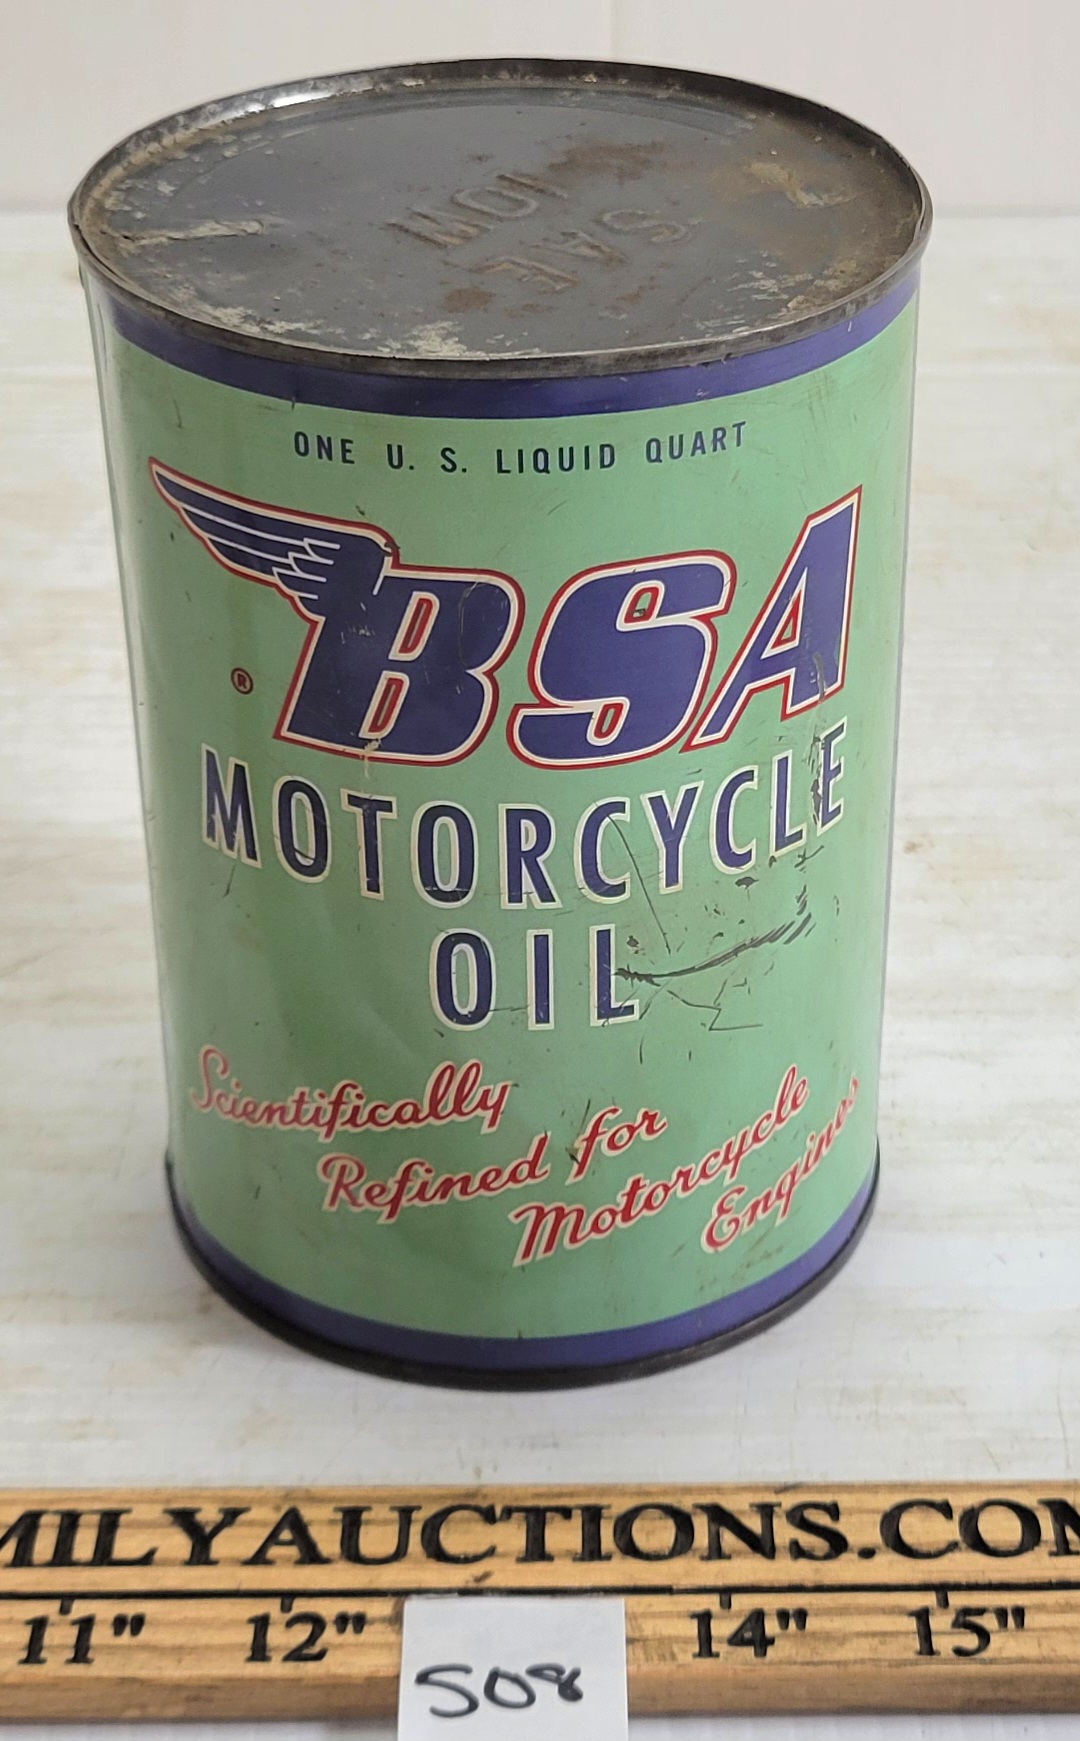 SAE
10W
ONE U. S. LIQUID QUART
BSA
®
MOTORCYCLE
OIL
Scientifically
Refined for
Motorcycle
Engines
MILYAUCTIONS.COM
11" 12" 14" 15"
508